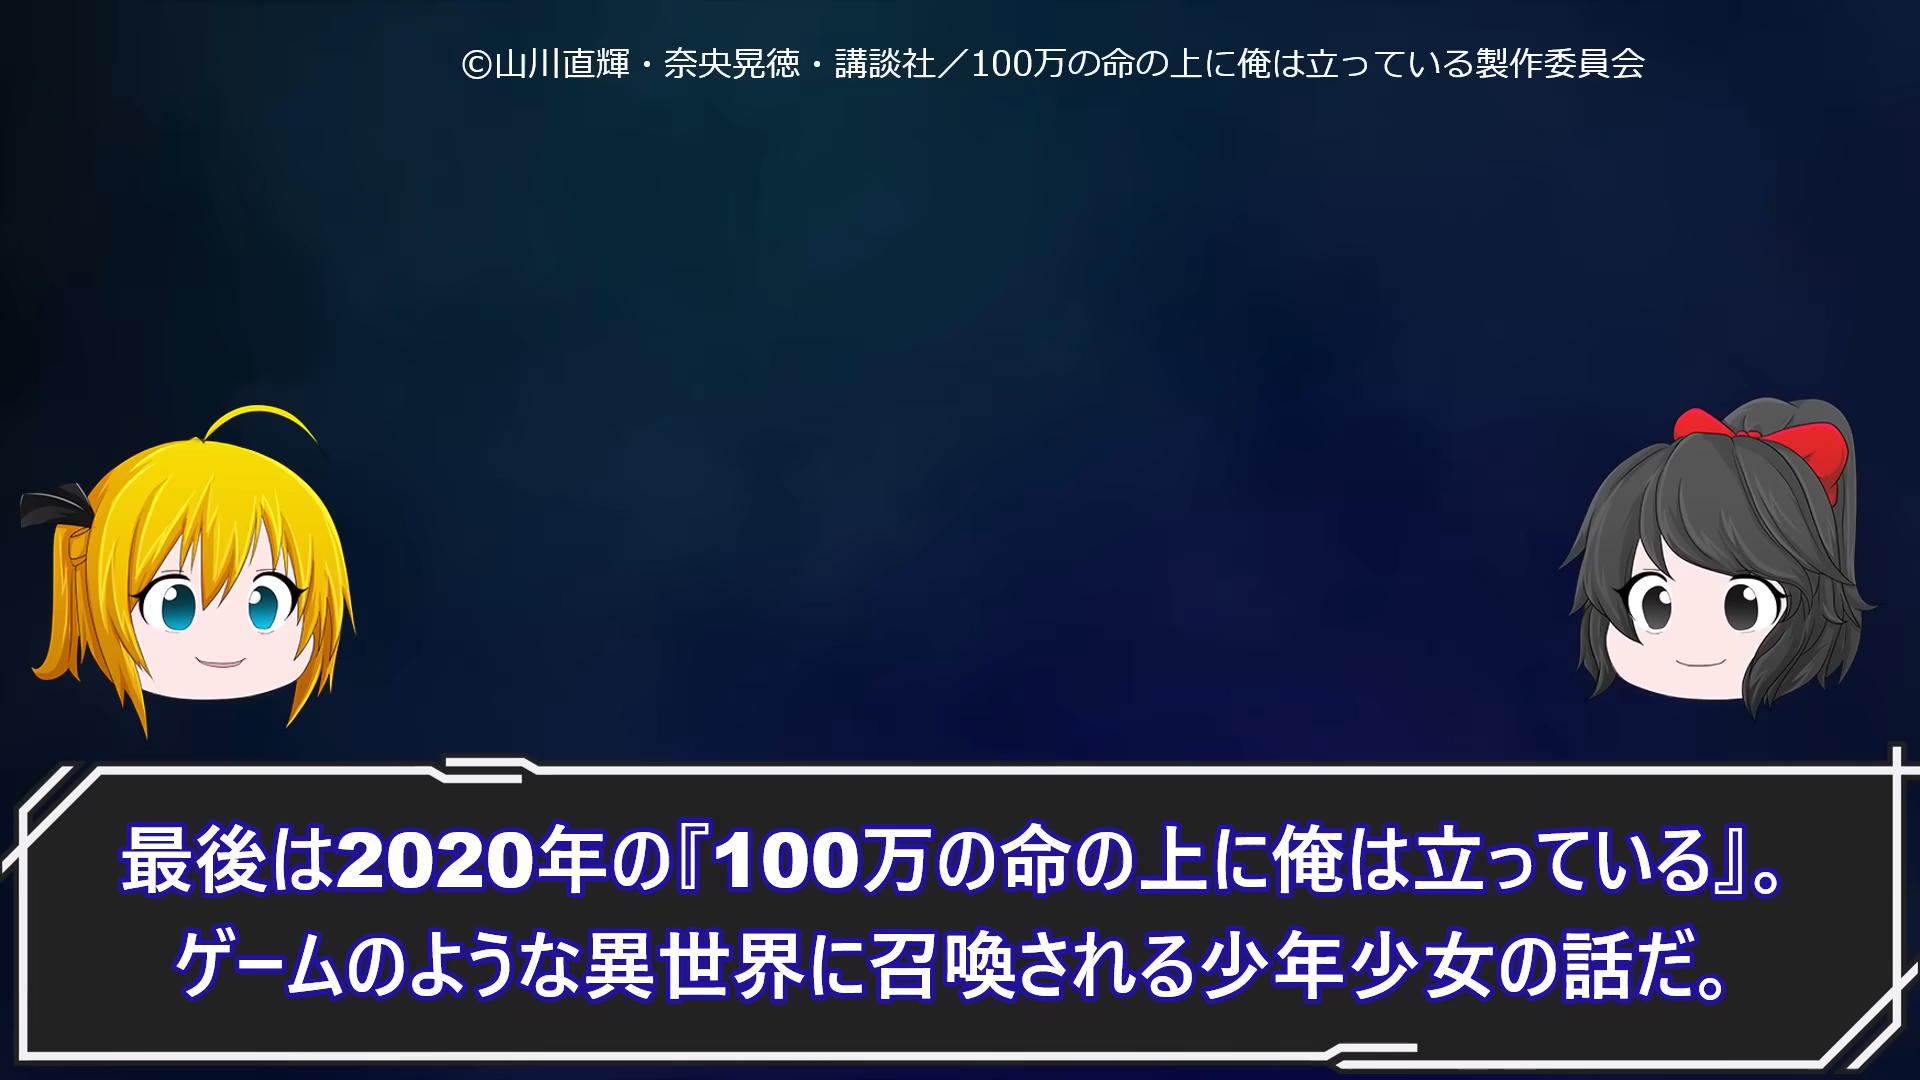 ©山川直輝・奈央晃徳・講談社／100万の命の上に俺は立っている製作委員会
最後は2020年の『100万の命の上に俺は立っている』。
ゲームのような異世界に召喚される少年少女の話だ。